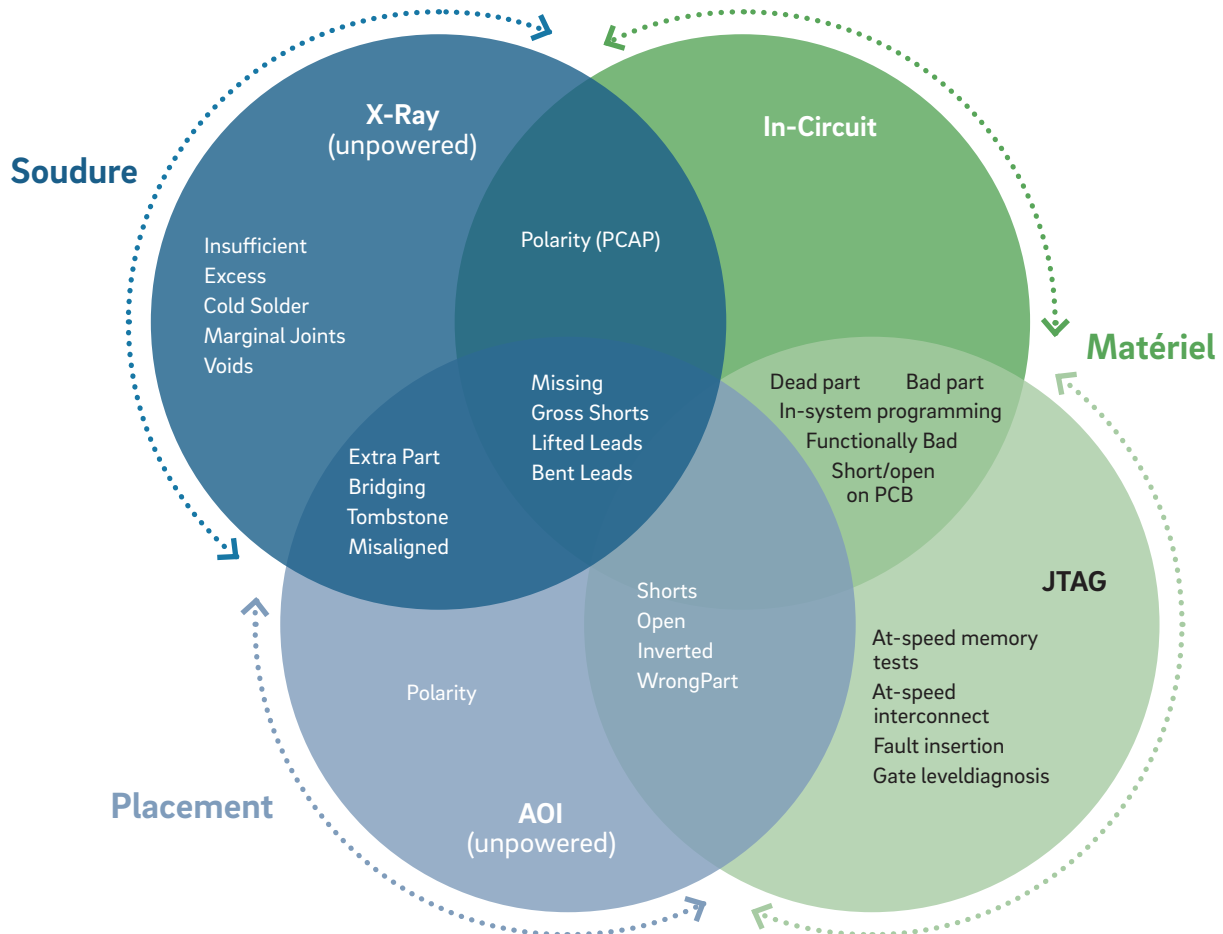 Soudure
X-Ray
(unpowered)
Insufficient
Excess
Cold Solder
Marginal Joints
Voids
In-Circuit
Polarity (PCAP)
Matériel
Missing
Gross Shorts
Lifted Leads
Bent Leads
Dead part Bad part
In-system programming
Functionally Bad
Short/open
on PCB
Extra Part
Bridging
Tombstone
Misaligned
JTAG
At-speed memory
tests
At-speed
interconnect
Fault insertion
Gate leveldiagnosis
Shorts
Open
Inverted
WrongPart
Polarity
Placement
AOI
(unpowered)